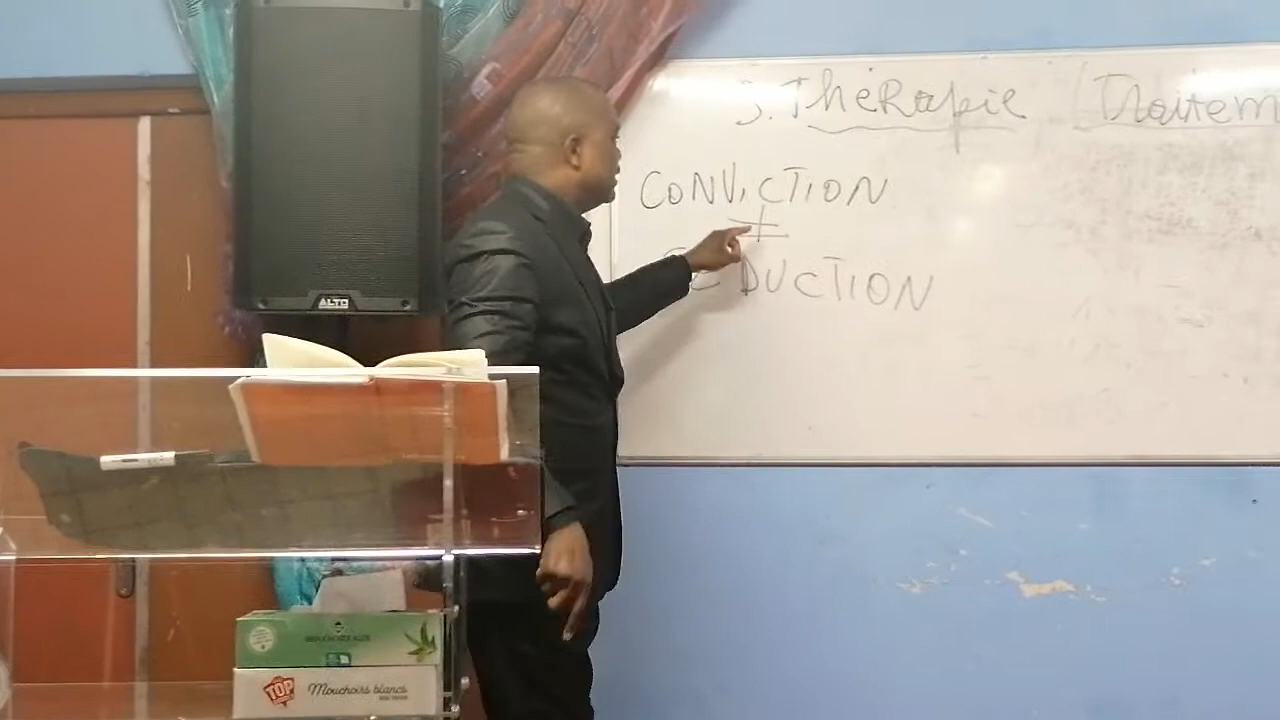 3. Thérapie / Traitem
CONVICTION
≠
DUCTION
ALTO
TOP
Mouchoirs blancs